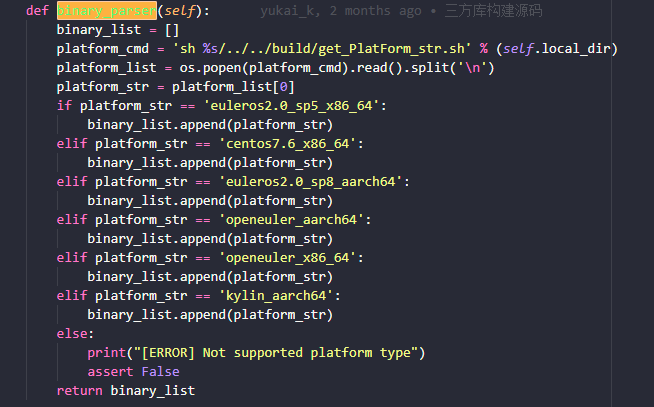 def binary_parser(self):    yukai_k, 2 months ago • 三方库构建源码
    binary_list = []
    platform_cmd = 'sh %s/../../build/get_PlatForm_str.sh' % (self.local_dir)
    platform_list = os.popen(platform_cmd).read().split('\n')
    platform_str = platform_list[0]
    if platform_str == 'euleros2.0_sp5_x86_64':
        binary_list.append(platform_str)
    elif platform_str == 'centos7.6_x86_64':
        binary_list.append(platform_str)
    elif platform_str == 'euleros2.0_sp8_aarch64':
        binary_list.append(platform_str)
    elif platform_str == 'openeuler_aarch64':
        binary_list.append(platform_str)
    elif platform_str == 'openeuler_x86_64':
        binary_list.append(platform_str)
    elif platform_str == 'kylin_aarch64':
        binary_list.append(platform_str)
    else:
        print("[ERROR] Not supported platform type")
        assert False
    return binary_list